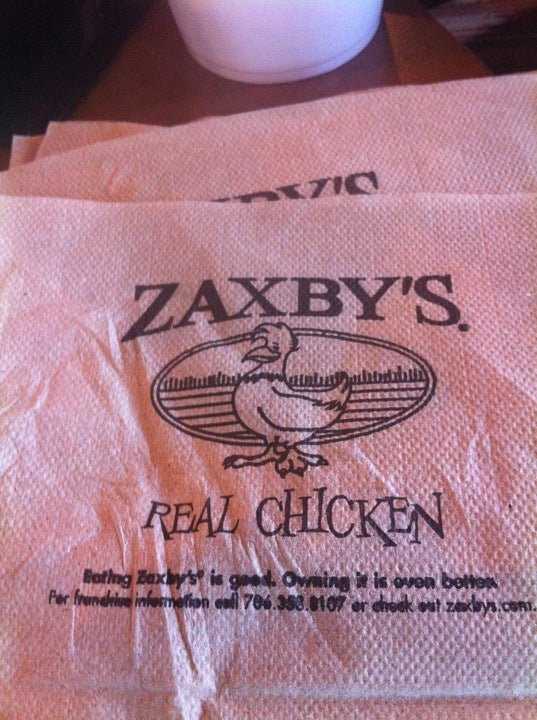 ZAXBY'S
ZAXBY'S.
REAL CHICKEN
Eating Zaxby's® is good. Owning it is even better.
For franchise information call 706.353.8107 or check out zaxbys.com.